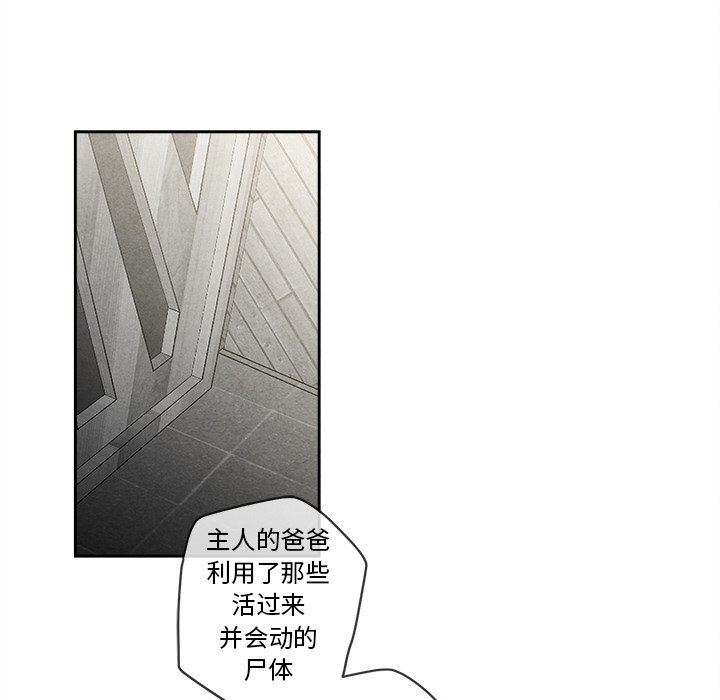 主人的爸爸
利用了那些
活过来
并会动的
尸体